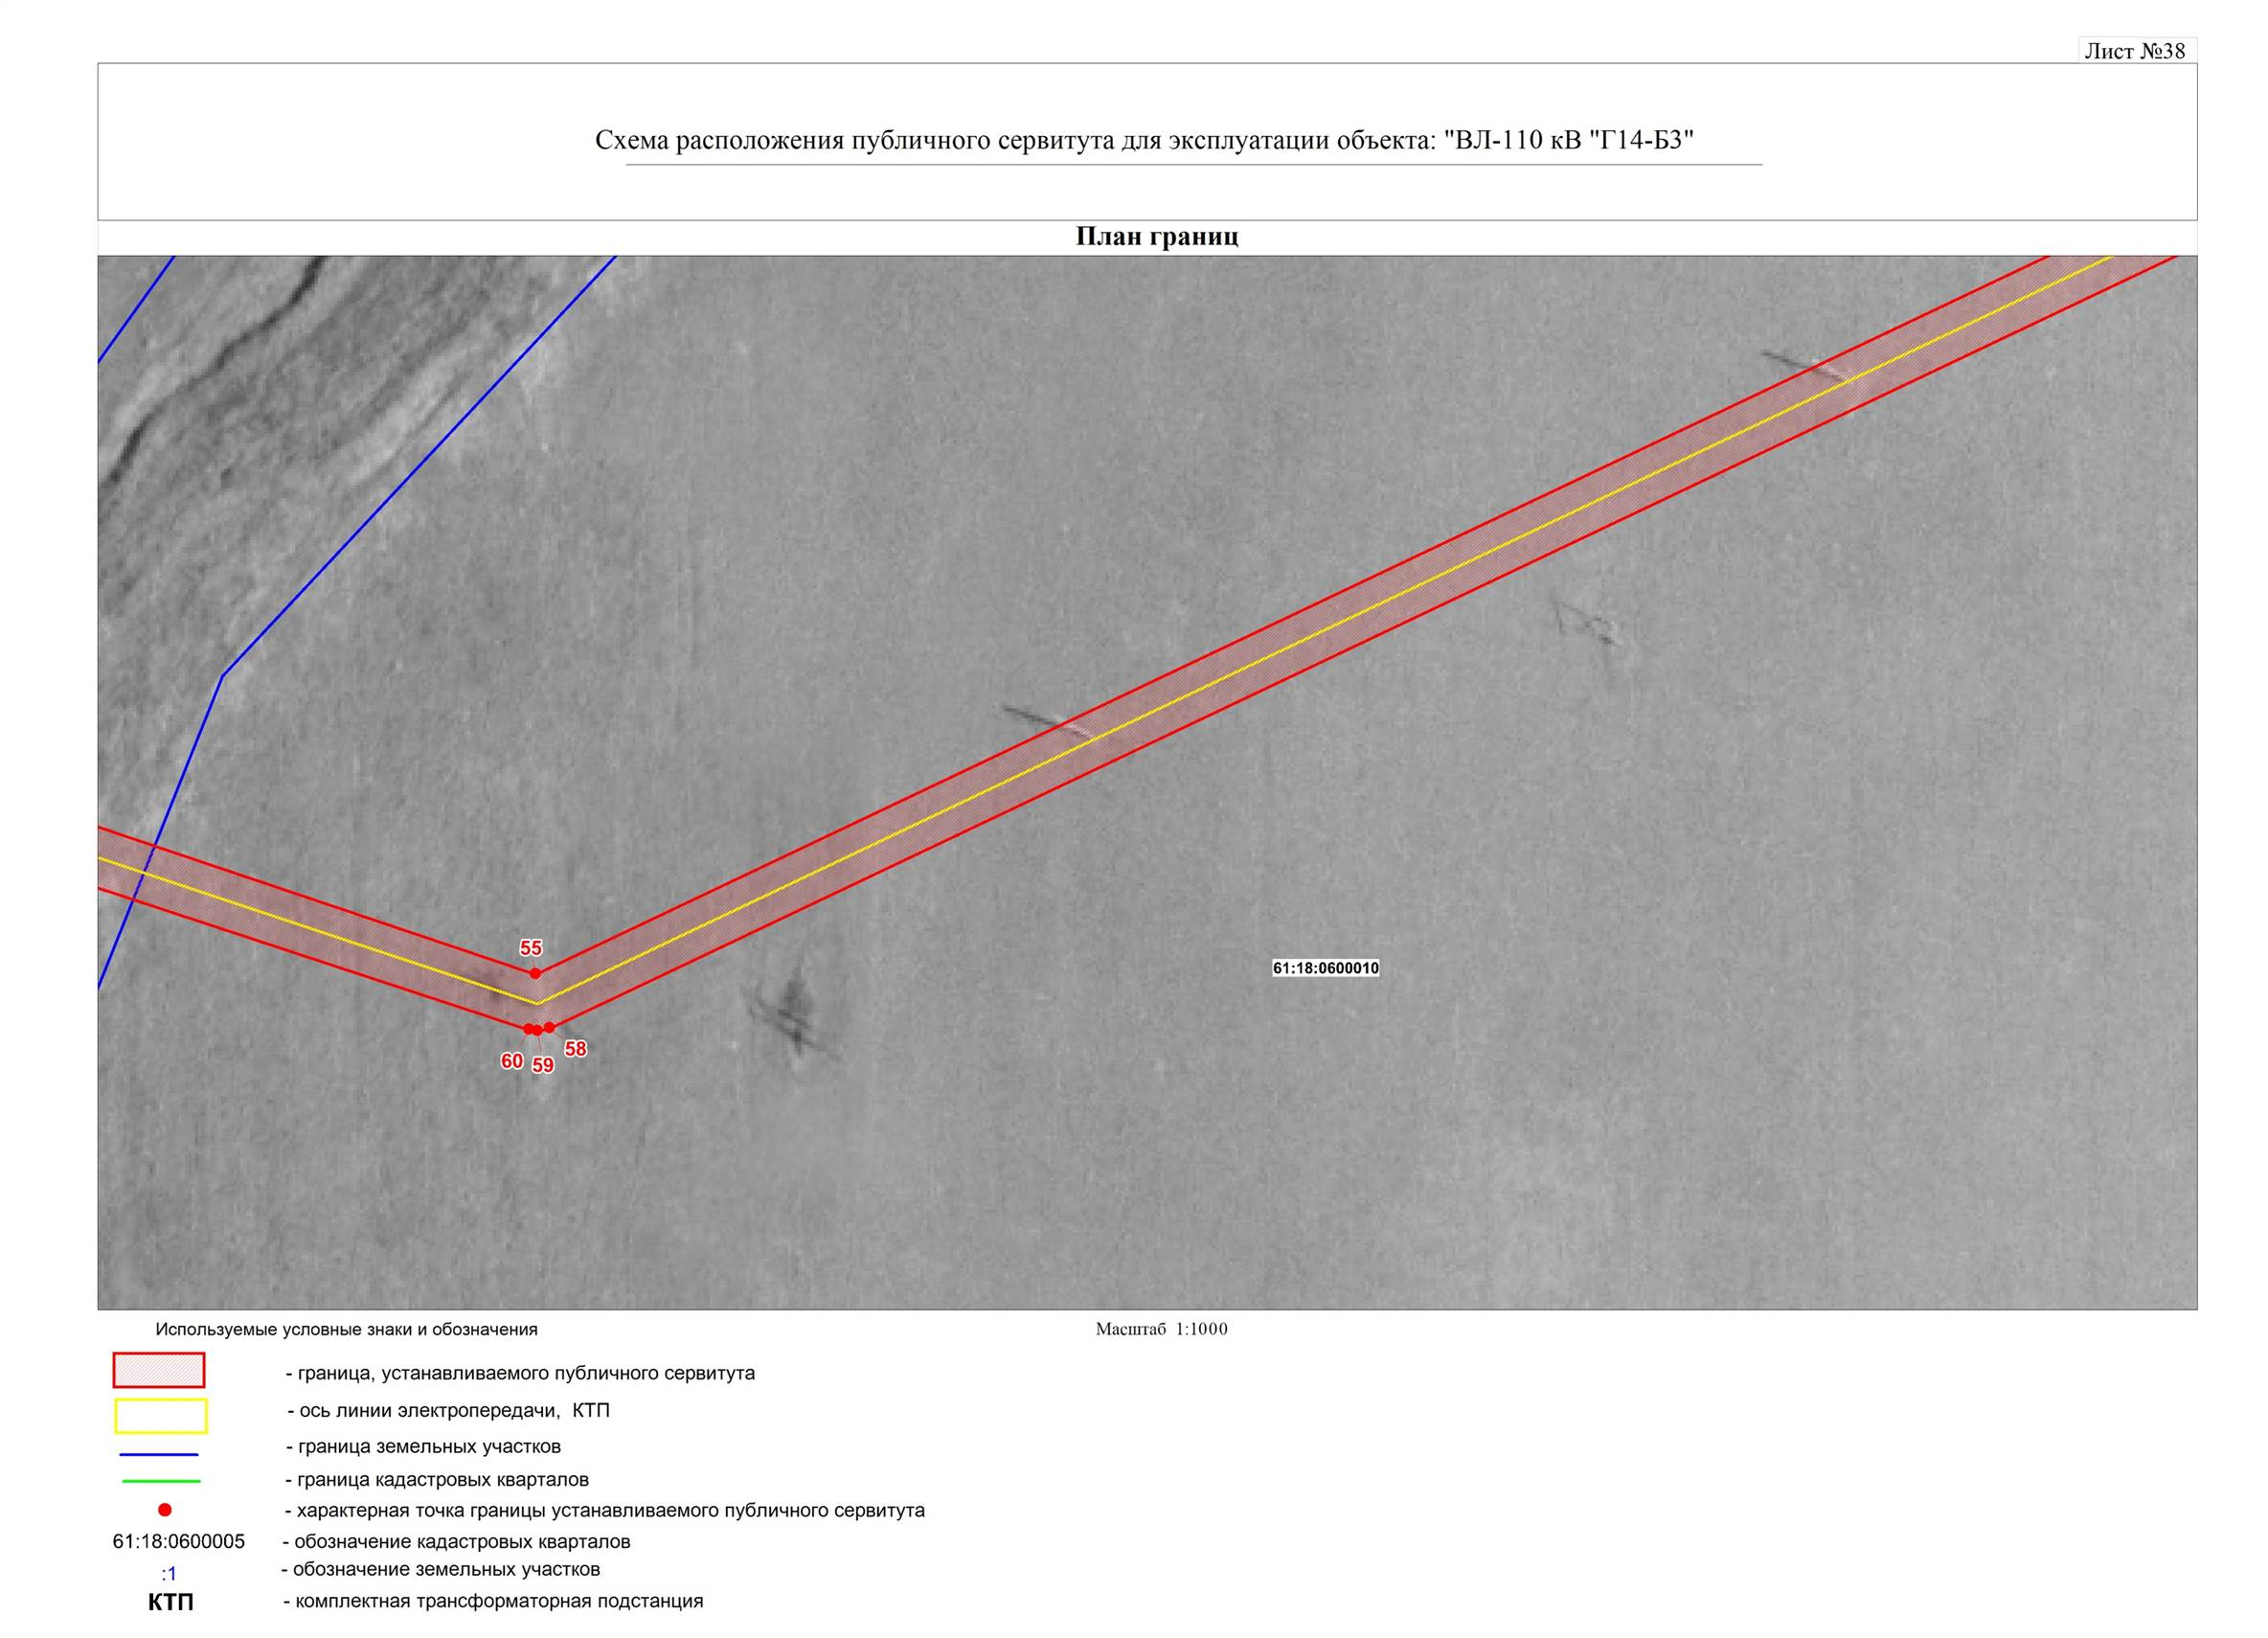 Лист №38
Схема расположения публичного сервитута для эксплуатации объекта: "ВЛ-110 кВ "Г14-Б3"
План границ
55
61:18:0600010
58
60
59
Используемые условные знаки и обозначения
Масштаб 1:1000
- граница, устанавливаемого публичного сервитута
- ось линии электропередачи, КТП
- граница земельных участков
- граница кадастровых кварталов
- характерная точка границы устанавливаемого публичного сервитута
61:18:0600005 - обозначение кадастровых кварталов
:1 - обозначение земельных участков
КТП - комплектная трансформаторная подстанция